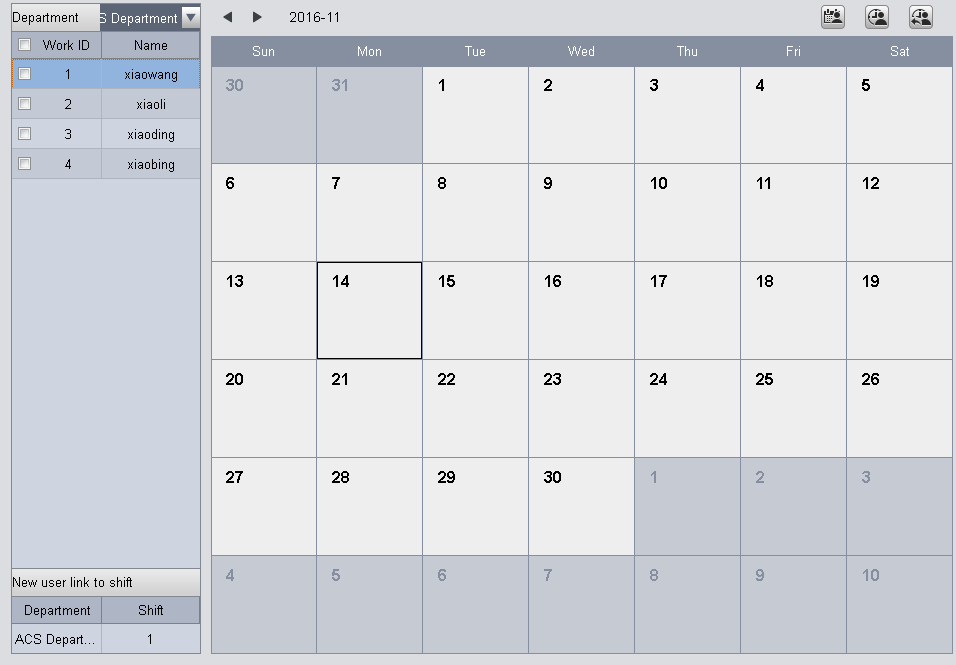 Department S Department 2016-11
Work ID Name
1 xiaowang
2 xiaoli
3 xiaoding
4 xiaobing
New user link to shift
Department Shift
ACS Depart... 1
Sun Mon Tue Wed Thu Fri Sat
30 31 1 2 3 4 5
6 7 8 9 10 11 12
13 14 15 16 17 18 19
20 21 22 23 24 25 26
27 28 29 30 1 2 3
4 5 6 7 8 9 10